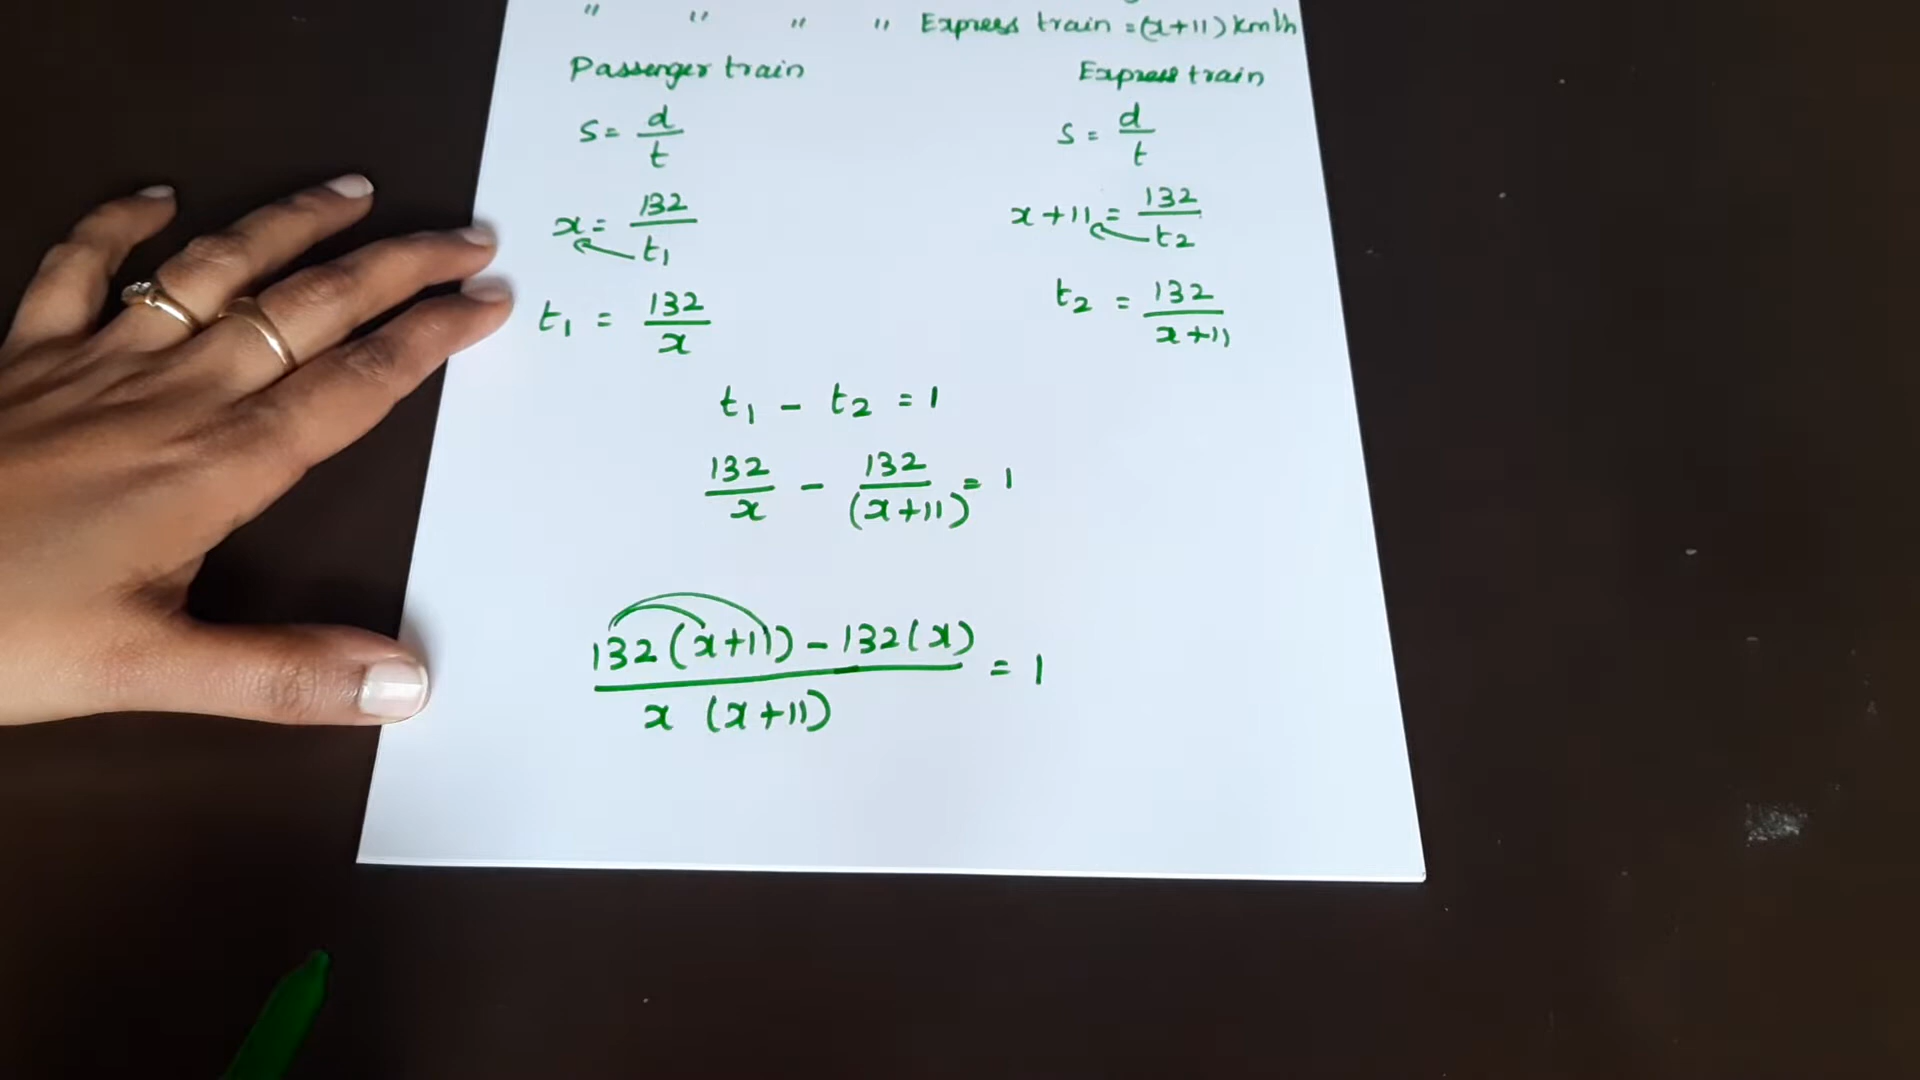 " " " " Express train = (x+11) km/h
Passenger train
S = d/t
x = 132/t₁
t₁ = 132/x
Express train
S = d/t
x+11 = 132/t₂
t₂ = 132/x+11
t₁ - t₂ = 1
132/x - 132/(x+11) = 1
132(x+11) - 132(x) / x (x+11) = 1